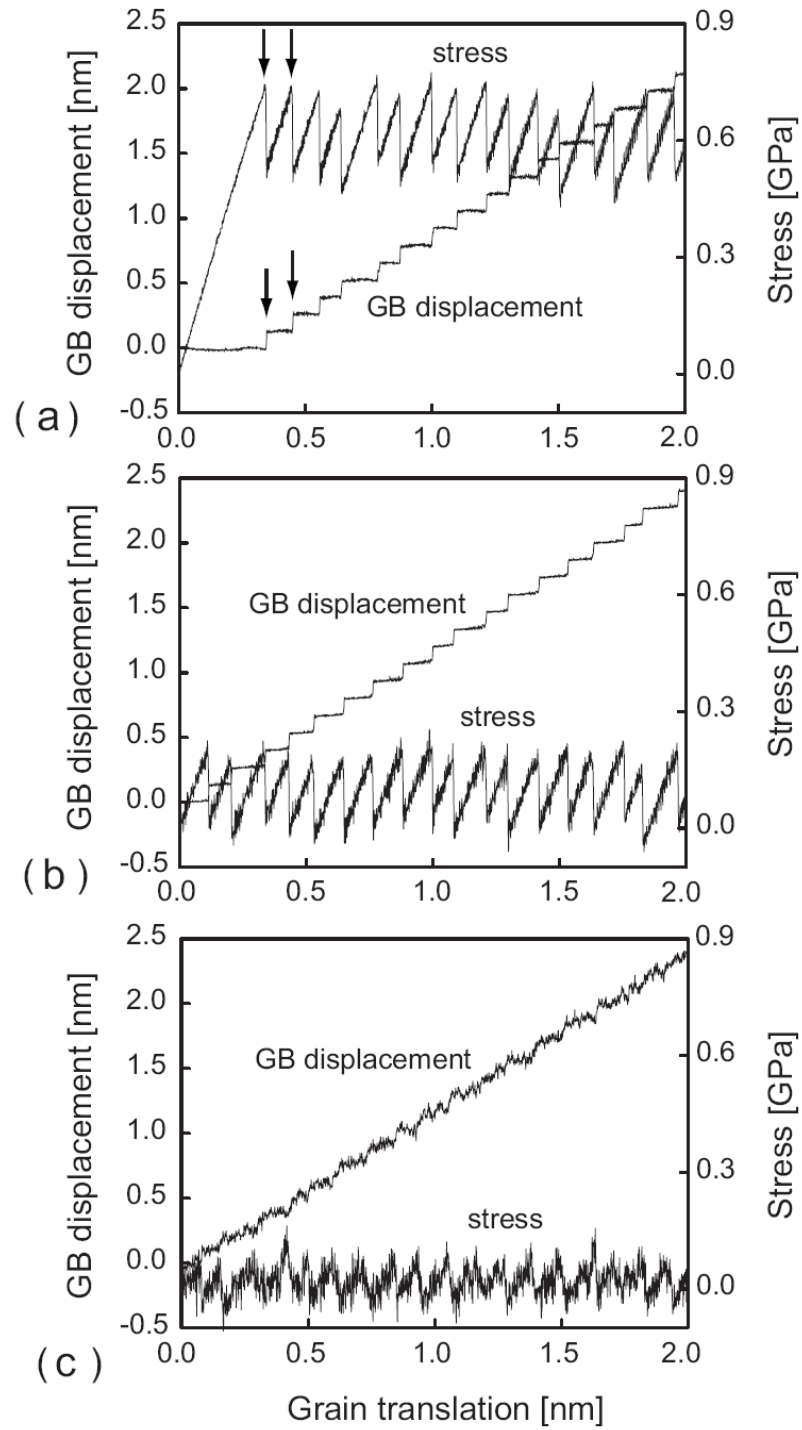 2.5
2.0
1.5
1.0
0.5
0.0
-0.5
GB displacement [nm]
stress
GB displacement
0.9
0.6
0.3
0.0
Stress [GPa]
(a)
0.0 0.5 1.0 1.5 2.0
2.5
2.0
1.5
1.0
0.5
0.0
-0.5
GB displacement [nm]
GB displacement
stress
0.9
0.6
0.3
0.0
Stress [GPa]
(b)
0.0 0.5 1.0 1.5 2.0
2.5
2.0
1.5
1.0
0.5
0.0
-0.5
GB displacement [nm]
GB displacement
stress
0.9
0.6
0.3
0.0
Stress [GPa]
(c)
0.0 0.5 1.0 1.5 2.0
Grain translation [nm]